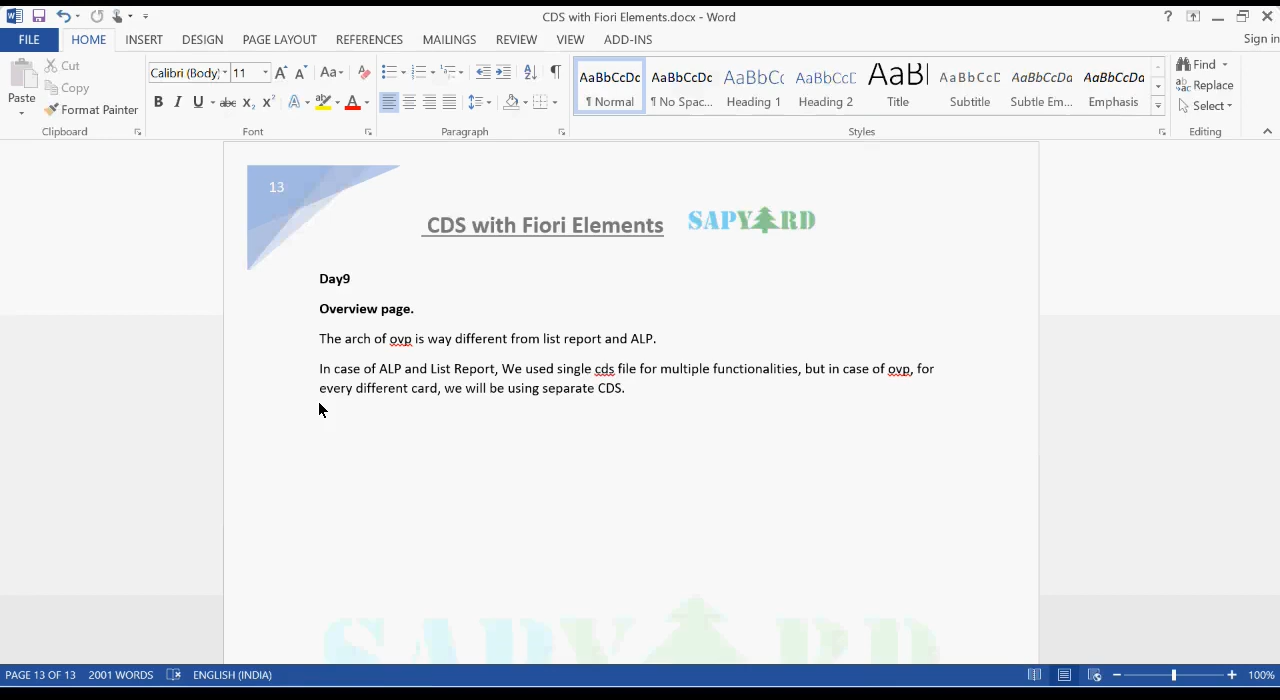 CDS with Fiori Elements.docx - Word
?
FILE HOME INSERT DESIGN PAGE LAYOUT REFERENCES MAILINGS REVIEW VIEW ADD-INS Sign in
Paste
Cut
Copy
Format Painter
Clipboard
Calibri (Body) 11
Font
Paragraph
AaBbCcDc AaBbCcDc AaBbCc AaBbCcD AaBl AaBbCcD AaBbCcDa AaBbCcDa
¶ Normal ¶ No Spac... Heading 1 Heading 2 Title Subtitle Subtle Em... Emphasis
Styles
Find
Replace
Select
Editing
13
CDS with Fiori Elements
SAPYARD
Day9
Overview page.
The arch of ovp is way different from list report and ALP.
In case of ALP and List Report, We used single cds file for multiple functionalities, but in case of ovp, for
every different card, we will be using separate CDS.
SAPYARD
PAGE 13 OF 13 2001 WORDS ENGLISH (INDIA) 100%